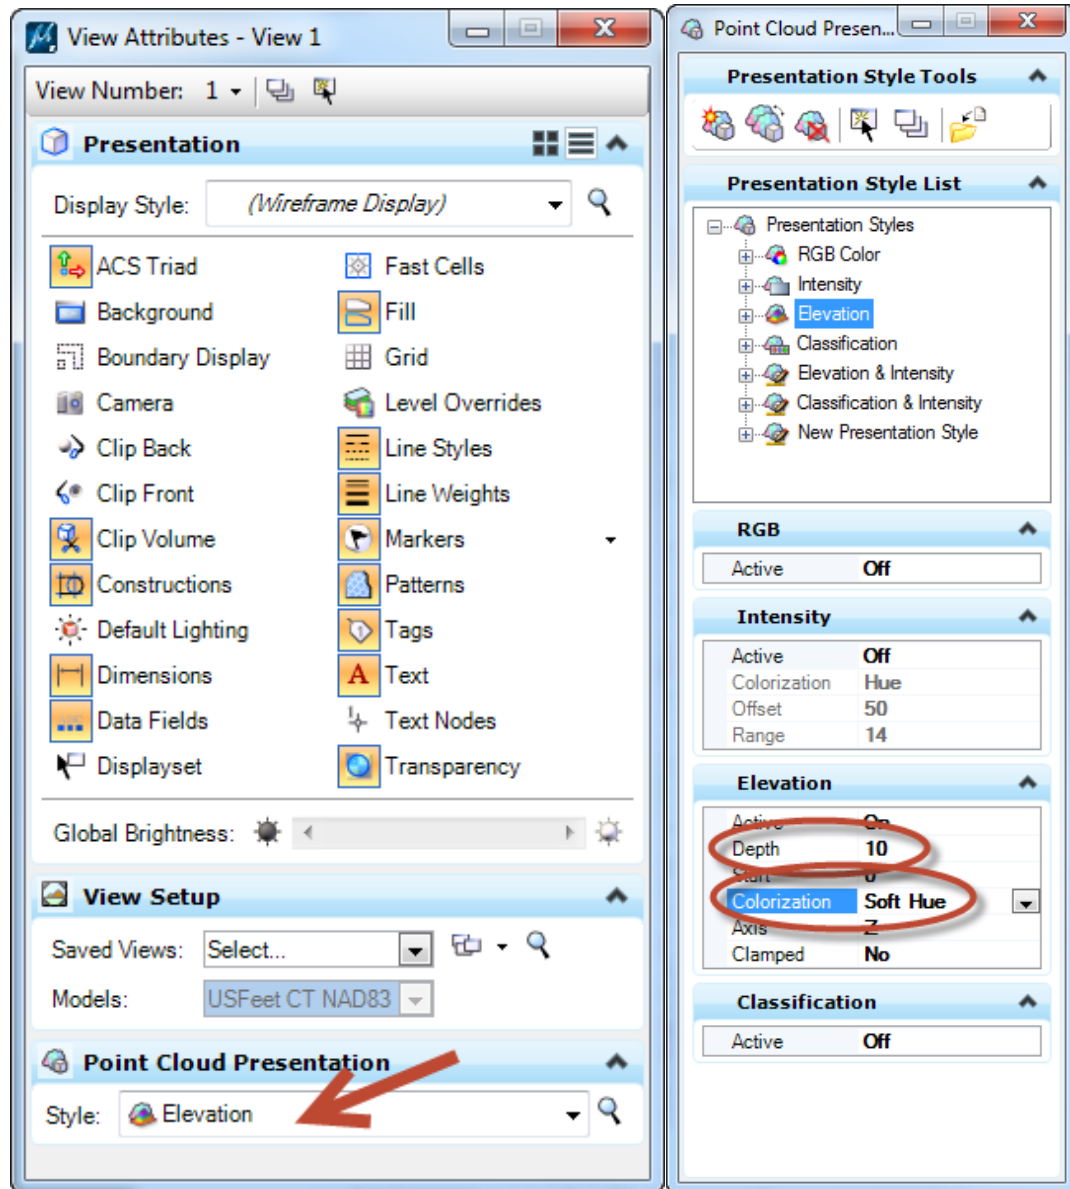 View Attributes - View 1
View Number: 1
Presentation
Display Style: (Wireframe Display)
ACS Triad
Fast Cells
Background
Fill
Boundary Display
Grid
Camera
Level Overrides
Clip Back
Line Styles
Clip Front
Line Weights
Clip Volume
Markers
Constructions
Patterns
Default Lighting
Tags
Dimensions
A Text
Data Fields
Text Nodes
Displayset
Transparency
Global Brightness:
View Setup
Saved Views: Select...
Models: USFeet CT NAD83
Point Cloud Presentation
Style: Elevation
Point Cloud Presen...
Presentation Style Tools
Presentation Style List
Presentation Styles
RGB Color
Intensity
Elevation
Classification
Elevation & Intensity
Classification & Intensity
New Presentation Style
RGB
Active Off
Intensity
Active Off
Colorization Hue
Offset 50
Range 14
Elevation
Active On
Depth 10
Start 0
Colorization Soft Hue
Axis Z
Clamped No
Classification
Active Off